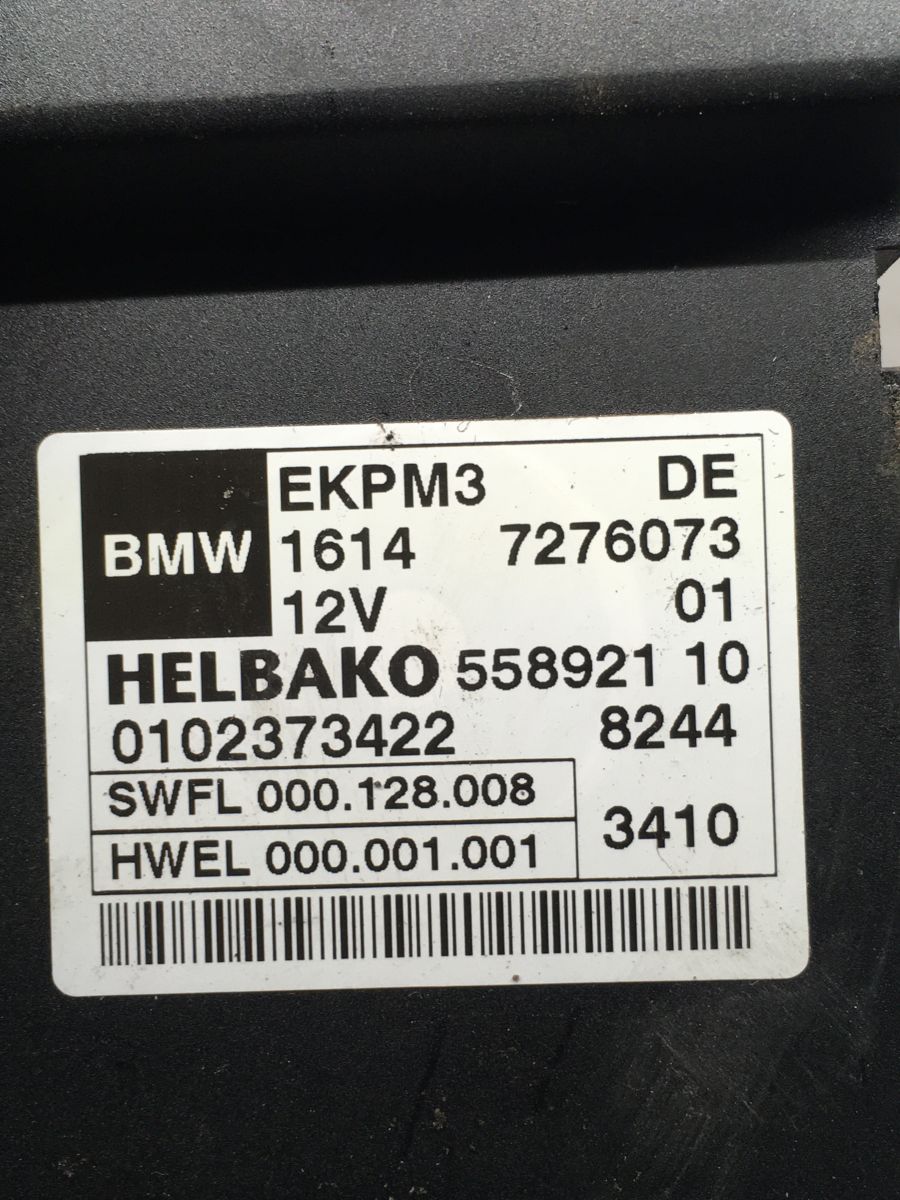 EKPM3 DE
BMW 1614 7276073
12V 01
HELBAKO 558921 10
0102373422 8244
SWFL 000.128.008
3410
HWEL 000.001.001